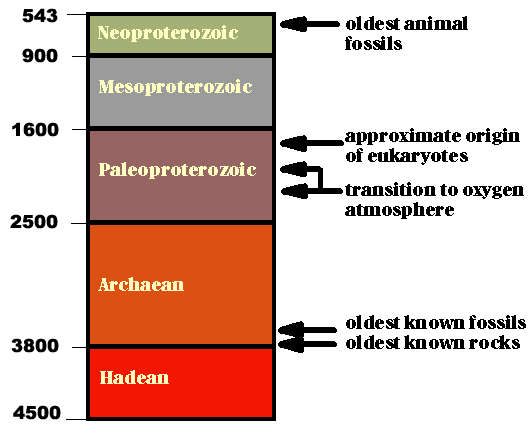 543
Neoproterozoic
oldest animal
fossils
900
Mesoproterozoic
1600
approximate origin
of eukaryotes
Paleoproterozoic
transition to oxygen
atmosphere
2500
Archaean
oldest known fossils
oldest known rocks
3800
Hadean
4500